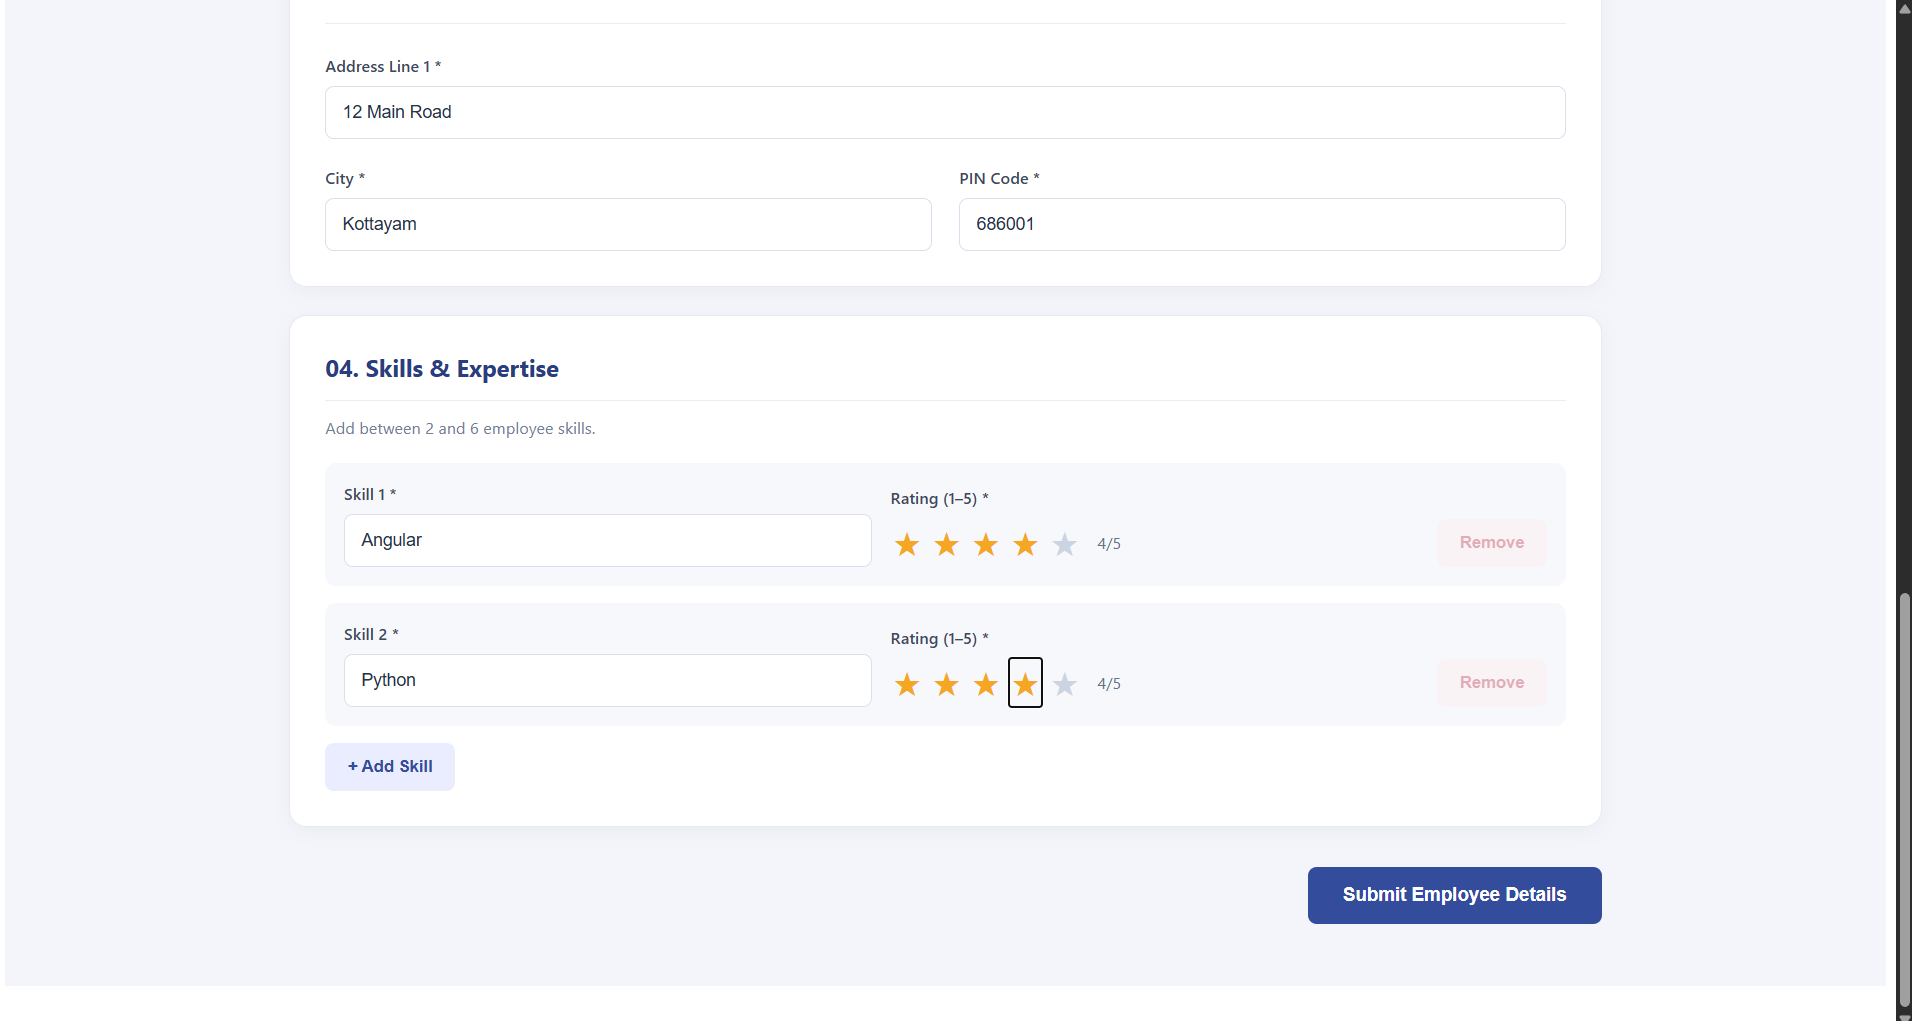 Address Line 1 *
12 Main Road
City *
PIN Code *
Kottayam
686001
04. Skills & Expertise
Add between 2 and 6 employee skills.
Skill 1 *
Rating (1–5) *
Angular
4/5
Remove
Skill 2 *
Rating (1–5) *
Python
4/5
Remove
+ Add Skill
Submit Employee Details